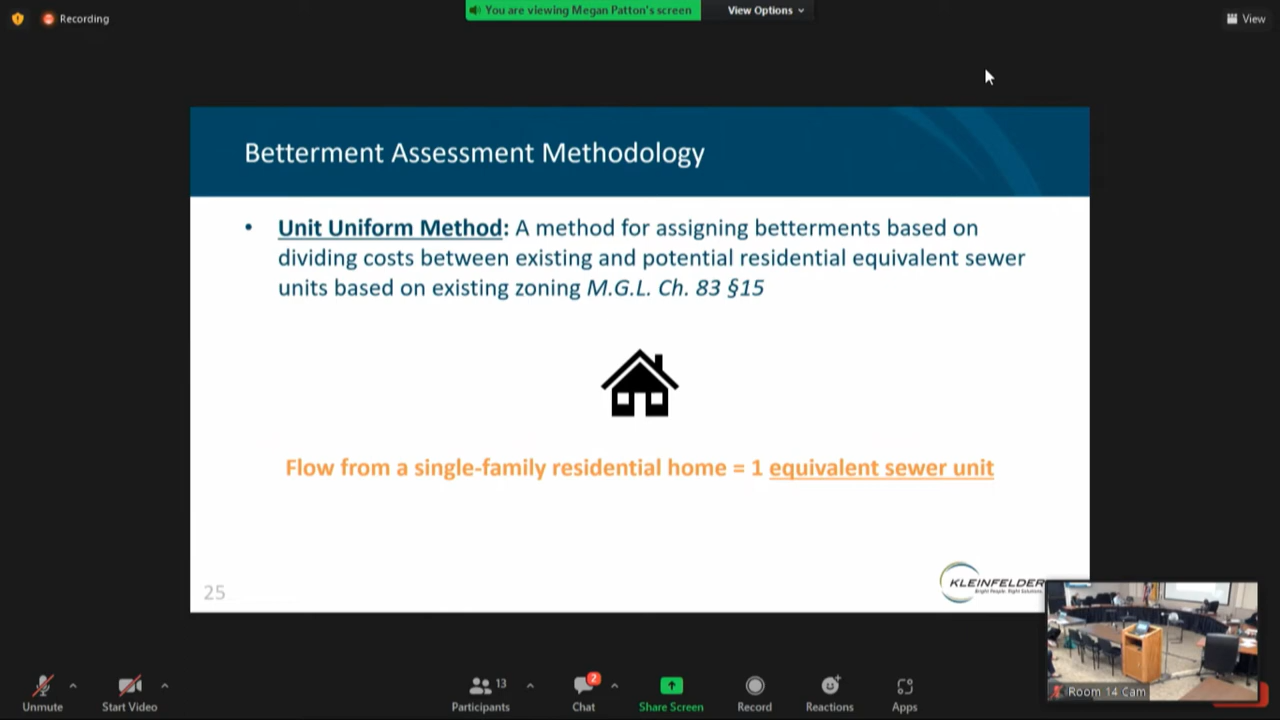 Recording
You are viewing Megan Patton's screen
View Options
View
Betterment Assessment Methodology
• Unit Uniform Method: A method for assigning betterments based on
dividing costs between existing and potential residential equivalent sewer
units based on existing zoning M.G.L. Ch. 83 §15
Flow from a single-family residential home = 1 equivalent sewer unit
25
KLEINFELDER
Bright People. Right Solutions.
Room 14 Cam
Unmute
Start Video
13
Participants
2
Chat
Share Screen
Record
Reactions
Apps